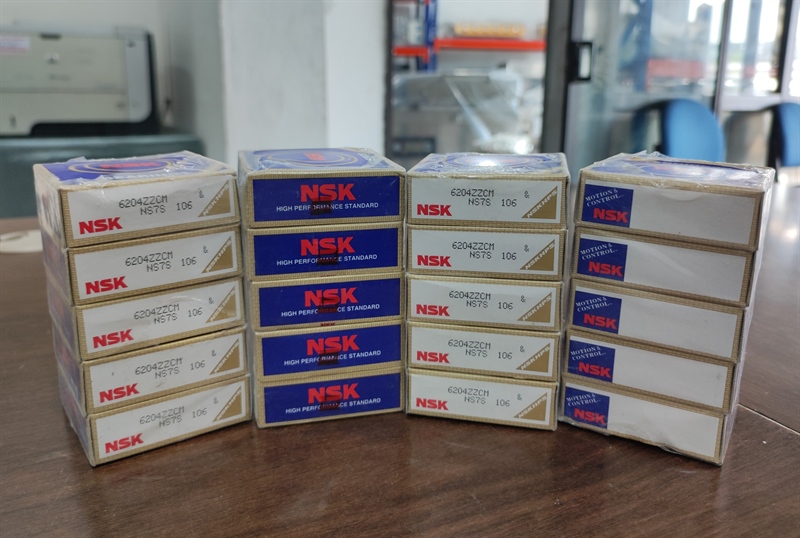 6204ZZCM &
NSK NS7S 106
6204ZZCM &
NSK NS7S 106
6204ZZCM &
NSK NS7S 106
6204ZZCM &
NSK NS7S 106
6204ZZCM &
NSK NS7S 106
NSK
HIGH PERFORMANCE STANDARD
NSK
HIGH PERFORMANCE STANDARD
NSK
HIGH PERFORMANCE STANDARD
NSK
HIGH PERFORMANCE STANDARD
NSK
HIGH PERFORMANCE STANDARD
6204ZZCM &
NSK NS7S 106
6204ZZCM &
NSK NS7S 106
6204ZZCM &
NSK NS7S 106
6204ZZCM &
NSK NS7S 106
6204ZZCM &
NSK NS7S 106
MOTION &
CONTROL
NSK
MOTION &
CONTROL
NSK
MOTION &
CONTROL
NSK
MOTION &
CONTROL
NSK
MOTION &
CONTROL
NSK